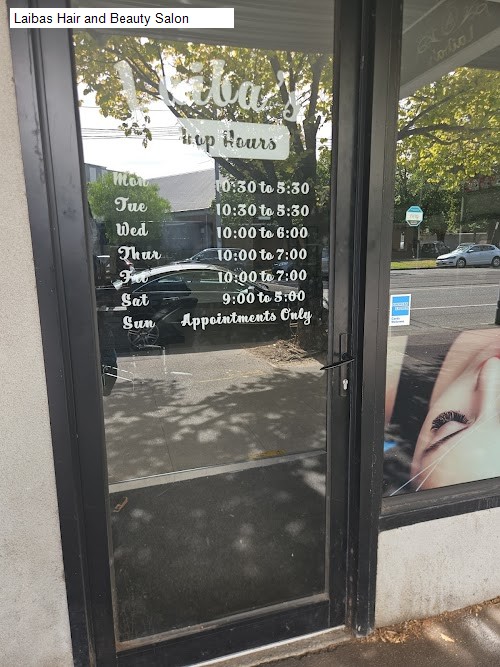 Laibas Hair and Beauty Salon
Laiba's
Shop Hours
Mon 10:30 to 5:30
Tue 10:30 to 5:30
Wed 10:00 to 6:00
Thur 10:00 to 7:00
Fri 10:00 to 7:00
Sat 9:00 to 5:00
Sun Appointments Only